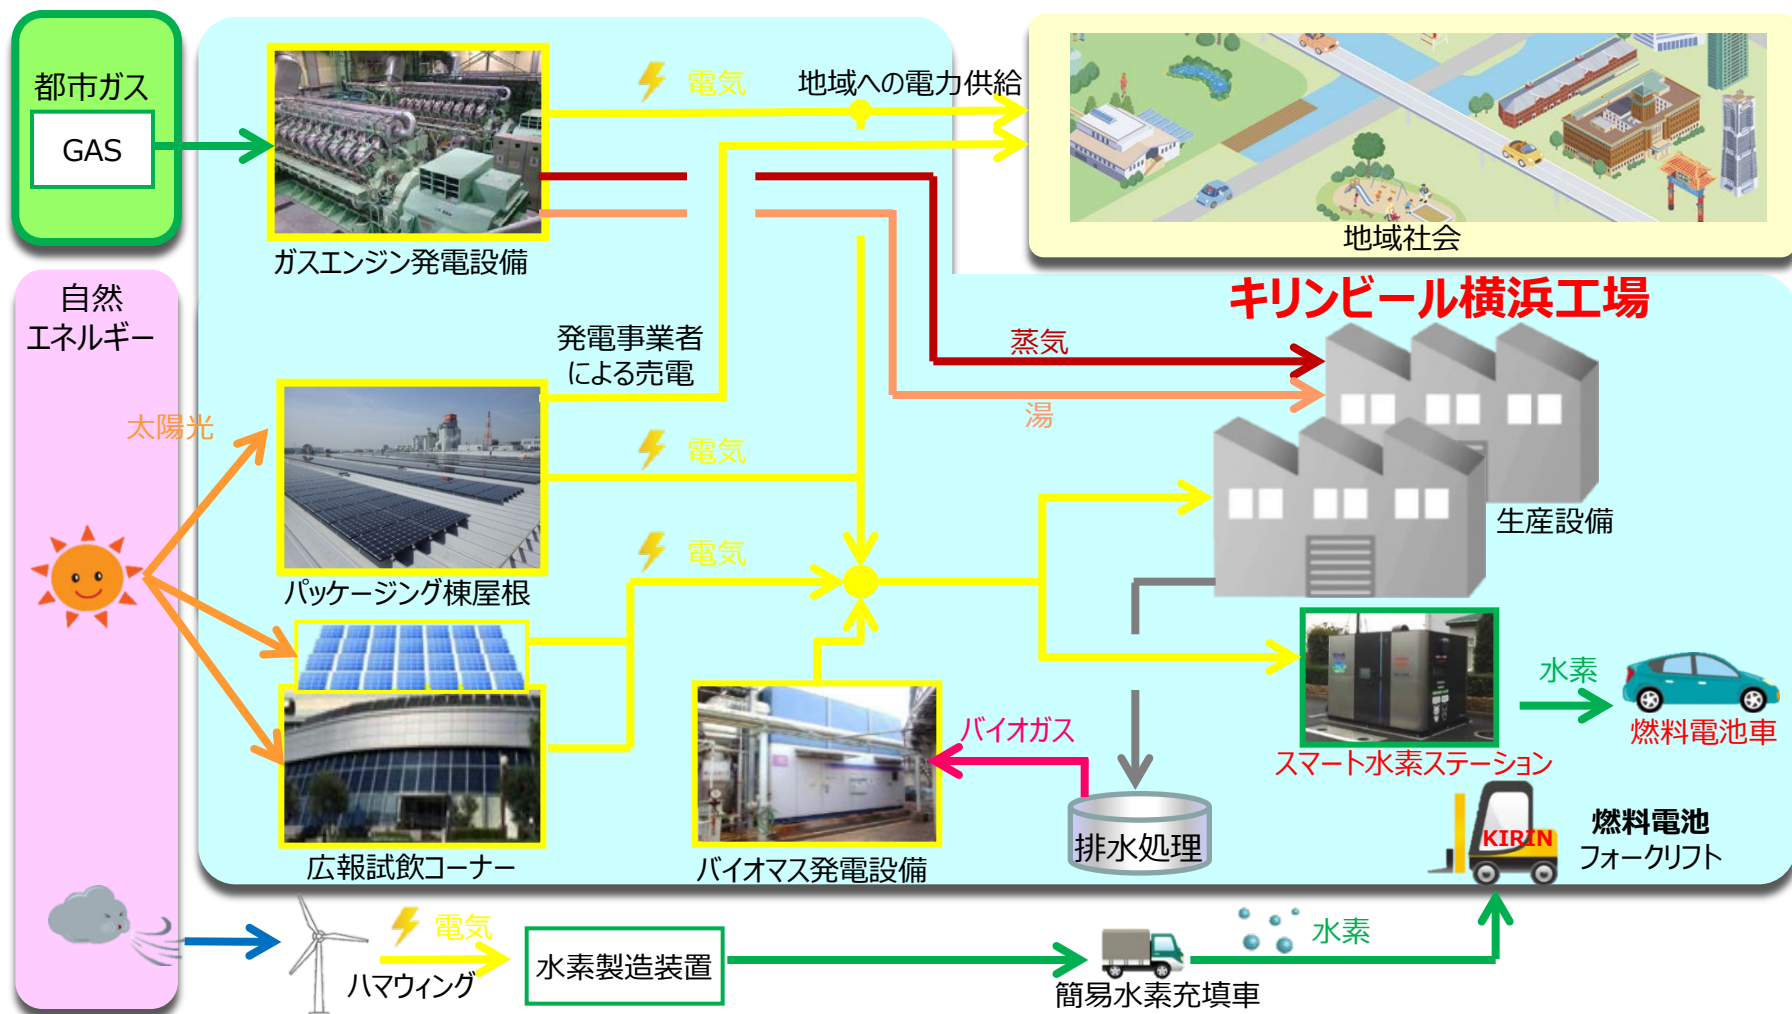 都市ガス
GAS
電気
地域への電力供給
ガスエンジン発電設備
地域社会
自然
エネルギー
キリンビール横浜工場
発電事業者
による売電
蒸気
湯
太陽光
電気
生産設備
電気
パッケージング棟屋根
水素
バイオガス
燃料電池車
スマート水素ステーション
排水処理
KIRIN
燃料電池
フォークリフト
広報試飲コーナー
バイオマス発電設備
電気
水素
水素製造装置
ハマウィング
簡易水素充填車